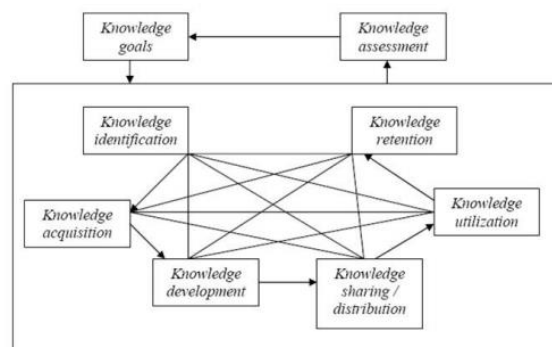 Knowledge
goals
Knowledge
assessment
Knowledge
identification
Knowledge
retention
Knowledge
acquisition
Knowledge
utilization
Knowledge
development
Knowledge
sharing /
distribution